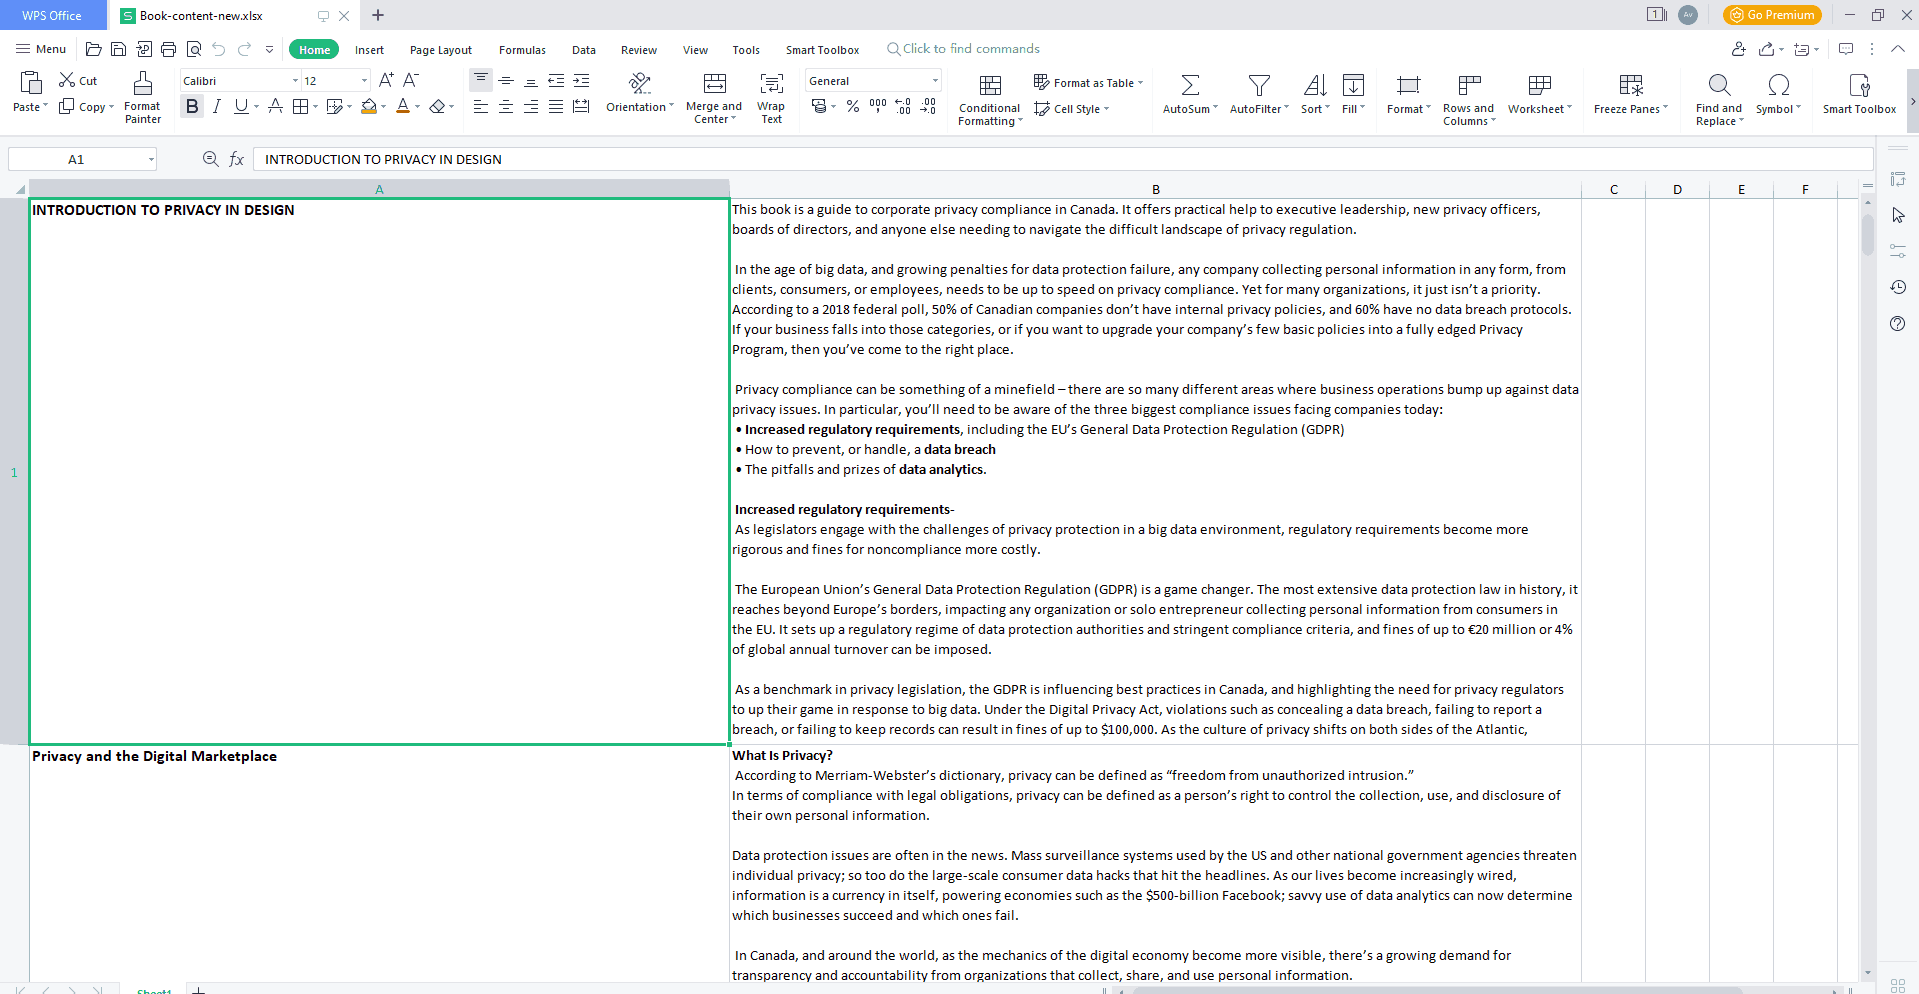 WPS Office
Book-content-new.xlsx
Go Premium
Menu
Home Insert Page Layout Formulas Data Review View Tools Smart Toolbox Click to find commands
Paste Cut Copy Format Painter
Calibri 12
Orientation Merge and Center Wrap Text
General
Conditional Formatting Format as Table Cell Style
AutoSum AutoFilter Sort Fill Format Rows and Columns Worksheet Freeze Panes Find and Replace Symbol Smart Toolbox
A1 fx INTRODUCTION TO PRIVACY IN DESIGN
A B C D E F
1
INTRODUCTION TO PRIVACY IN DESIGN
This book is a guide to corporate privacy compliance in Canada. It offers practical help to executive leadership, new privacy officers,
boards of directors, and anyone else needing to navigate the difficult landscape of privacy regulation.
In the age of big data, and growing penalties for data protection failure, any company collecting personal information in any form, from
clients, consumers, or employees, needs to be up to speed on privacy compliance. Yet for many organizations, it just isn’t a priority.
According to a 2018 federal poll, 50% of Canadian companies don’t have internal privacy policies, and 60% have no data breach protocols.
If your business falls into those categories, or if you want to upgrade your company’s few basic policies into a fully edged Privacy
Program, then you’ve come to the right place.
Privacy compliance can be something of a minefield – there are so many different areas where business operations bump up against data
privacy issues. In particular, you’ll need to be aware of the three biggest compliance issues facing companies today:
• Increased regulatory requirements, including the EU’s General Data Protection Regulation (GDPR)
• How to prevent, or handle, a data breach
• The pitfalls and prizes of data analytics.
Increased regulatory requirements-
As legislators engage with the challenges of privacy protection in a big data environment, regulatory requirements become more
rigorous and fines for noncompliance more costly.
The European Union’s General Data Protection Regulation (GDPR) is a game changer. The most extensive data protection law in history, it
reaches beyond Europe’s borders, impacting any organization or solo entrepreneur collecting personal information from consumers in
the EU. It sets up a regulatory regime of data protection authorities and stringent compliance criteria, and fines of up to €20 million or 4%
of global annual turnover can be imposed.
As a benchmark in privacy legislation, the GDPR is influencing best practices in Canada, and highlighting the need for privacy regulators
to up their game in response to big data. Under the Digital Privacy Act, violations such as concealing a data breach, failing to report a
breach, or failing to keep records can result in fines of up to $100,000. As the culture of privacy shifts on both sides of the Atlantic,
Privacy and the Digital Marketplace
What Is Privacy?
According to Merriam-Webster’s dictionary, privacy can be defined as “freedom from unauthorized intrusion.”
In terms of compliance with legal obligations, privacy can be defined as a person’s right to control the collection, use, and disclosure of
their own personal information.
Data protection issues are often in the news. Mass surveillance systems used by the US and other national government agencies threaten
individual privacy; so too do the large-scale consumer data hacks that hit the headlines. As our lives become increasingly wired,
information is a currency in itself, powering economies such as the $500-billion Facebook; savvy use of data analytics can now determine
which businesses succeed and which ones fail.
In Canada, and around the world, as the mechanics of the digital economy become more visible, there’s a growing demand for
transparency and accountability from organizations that collect, share, and use personal information.
Sheet1